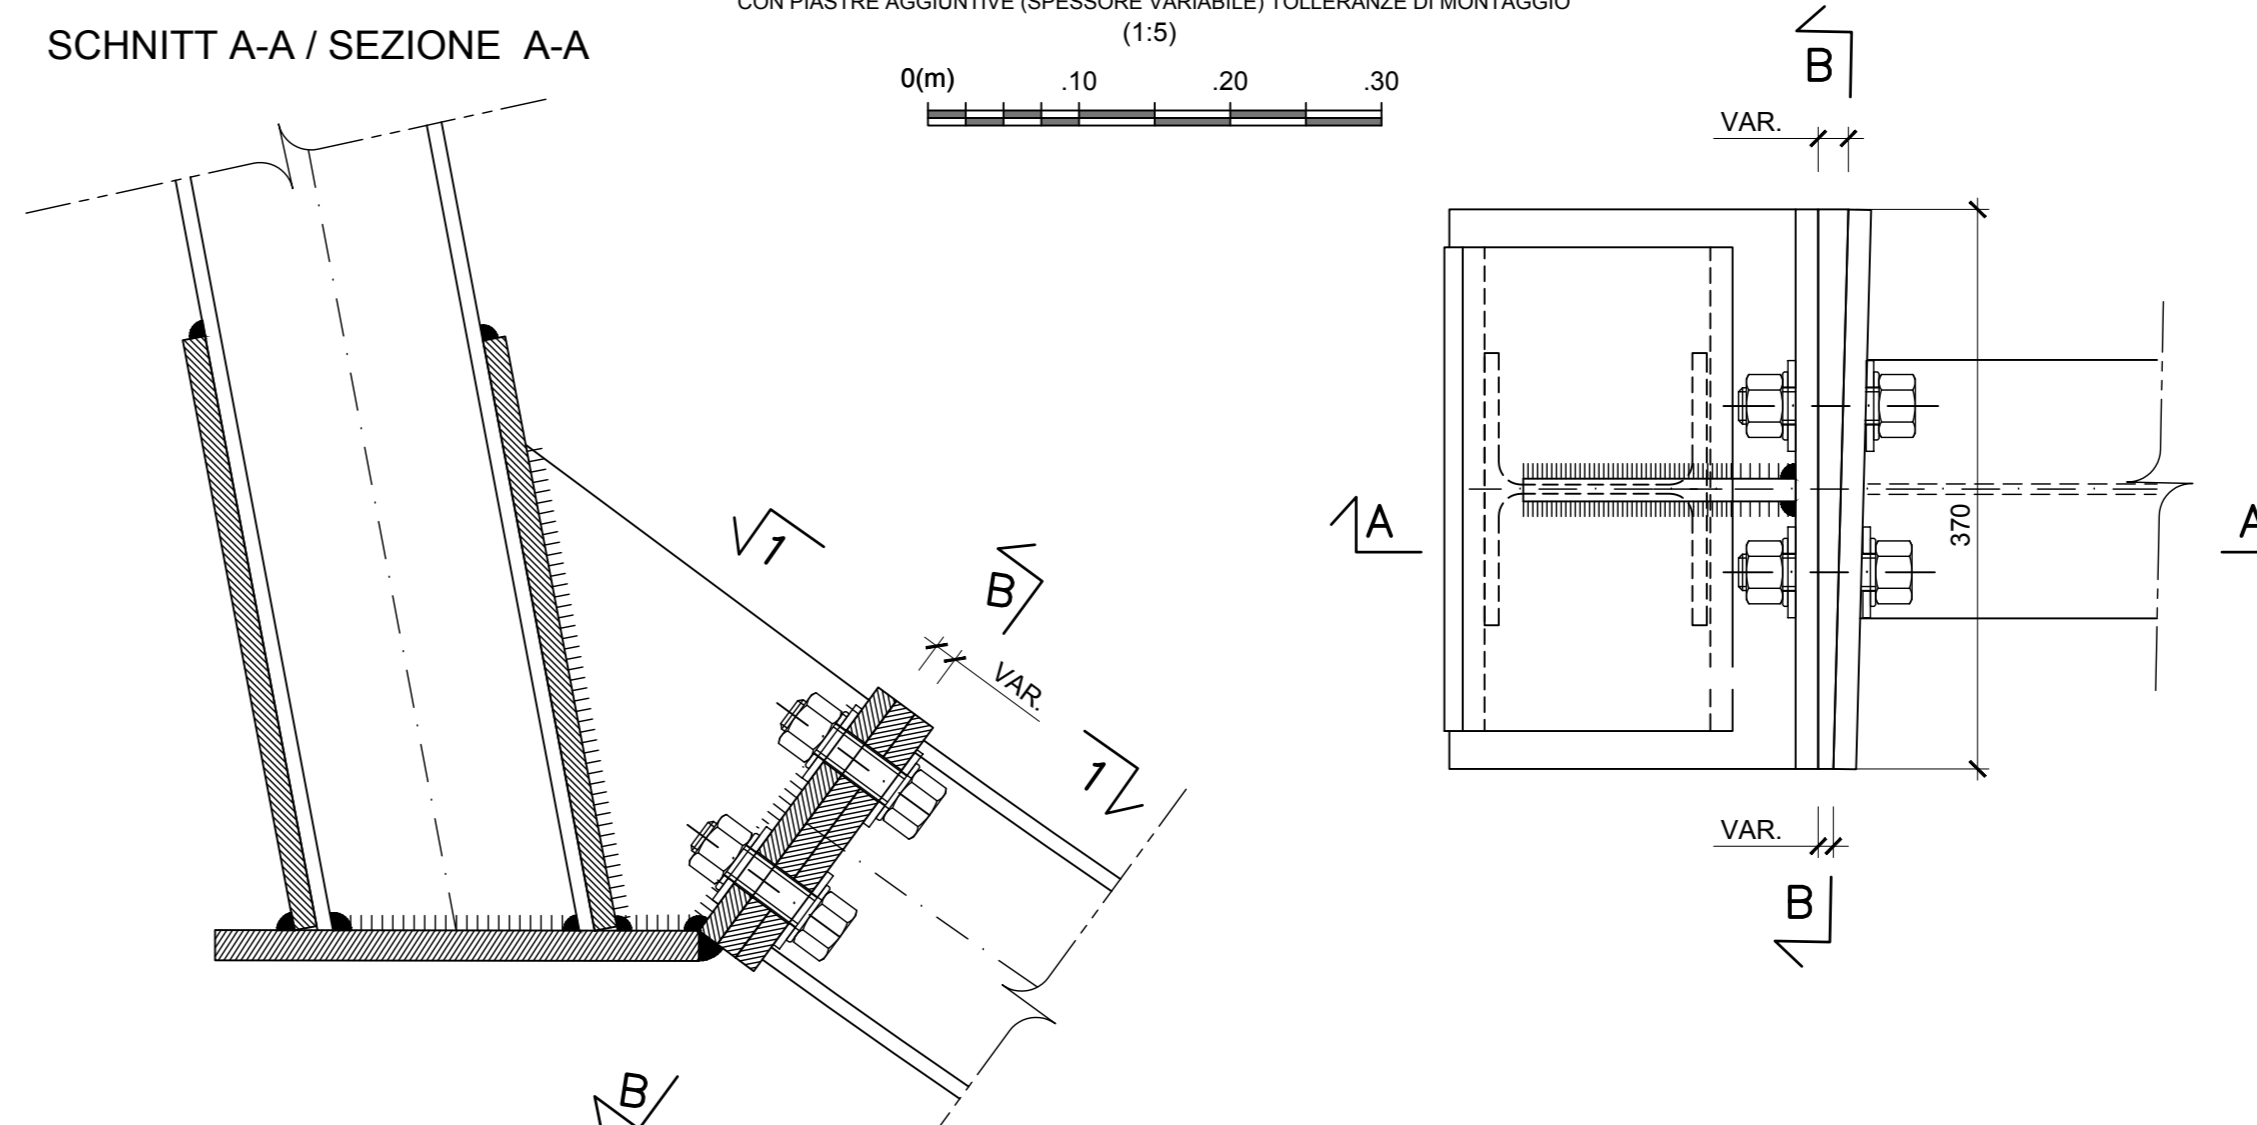 CON PIASTRE AGGIUNTIVE (SPESSORE VARIABILE) TOLLERANZE DI MONTAGGIO
(1:5)
SCHNITT A-A / SEZIONE A-A
0(m) .10 .20 .30
B
VAR.
A
370
A
1
B
VAR.
1
VAR.
B
B